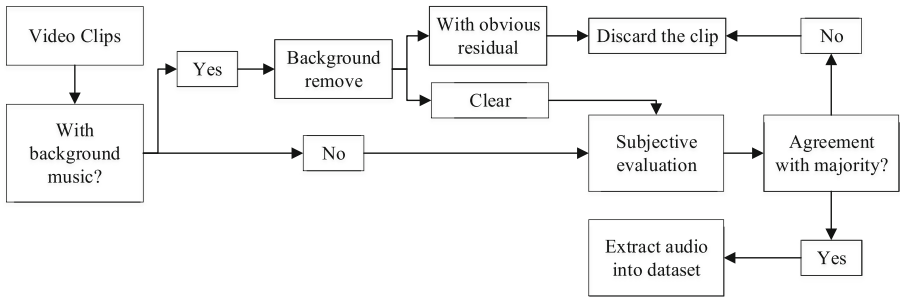 Video Clips
With
background
music?
Yes
Background
remove
With obvious
residual
Discard the clip
No
Clear
No
Subjective
evaluation
Agreement
with majority?
Extract audio
into dataset
Yes